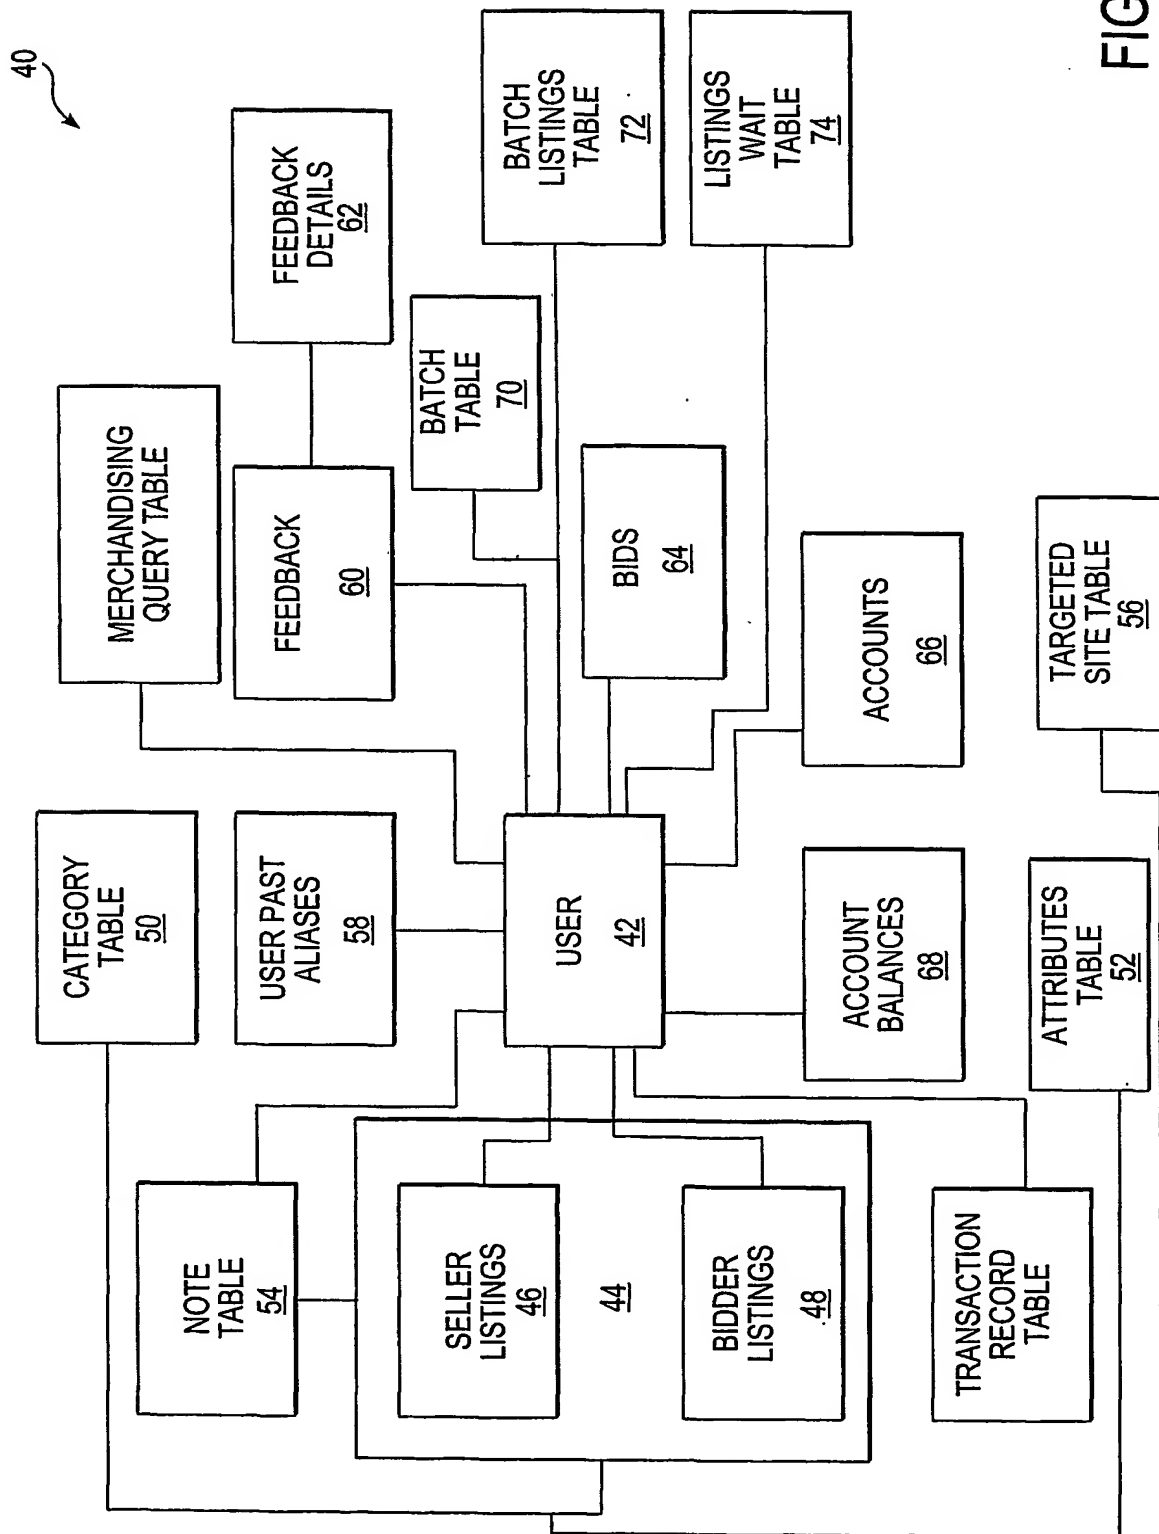 40
CATEGORY
TABLE
50
MERCHANDISING
QUERY TABLE
NOTE
TABLE
54
USER PAST
ALIASES
58
FEEDBACK
60
FEEDBACK
DETAILS
62
BATCH
TABLE
70
SELLER
LISTINGS
46
USER
42
BATCH
LISTINGS
TABLE
72
44
BIDS
64
LISTINGS
WAIT
TABLE
74
BIDDER
LISTINGS
48
ACCOUNT
BALANCES
68
ACCOUNTS
66
TRANSACTION
RECORD
TABLE
ATTRIBUTES
TABLE
52
TARGETED
SITE TABLE
56
FIG